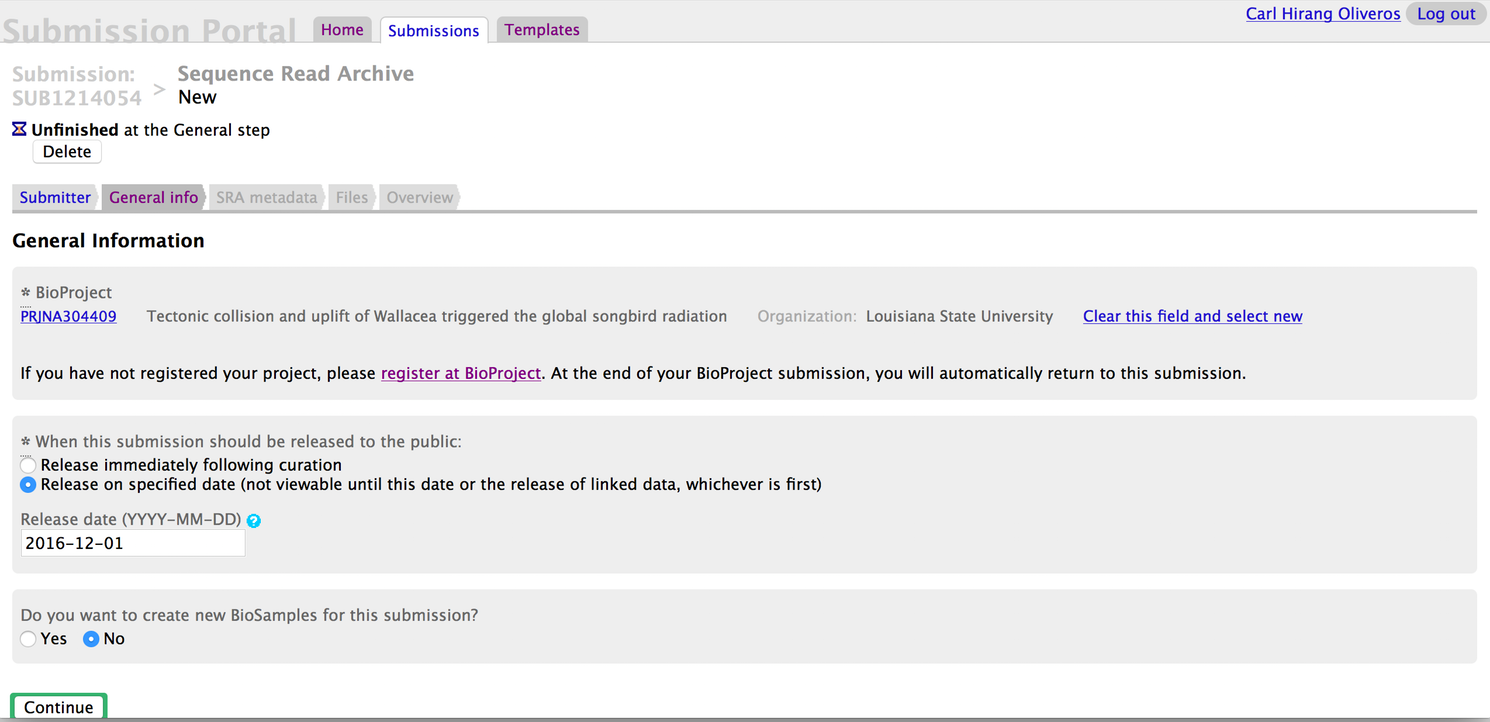 Submission Portal Home Submissions Templates Carl Hirang Oliveros Log out
Submission: SUB1214054 > Sequence Read Archive
New
Unfinished at the General step
Delete
Submitter General info SRA metadata Files Overview
General Information
* BioProject
PRJNA304409 Tectonic collision and uplift of Wallacea triggered the global songbird radiation Organization: Louisiana State University Clear this field and select new
If you have not registered your project, please register at BioProject. At the end of your BioProject submission, you will automatically return to this submission.
* When this submission should be released to the public:
Release immediately following curation
Release on specified date (not viewable until this date or the release of linked data, whichever is first)
Release date (YYYY-MM-DD) ?
2016-12-01
Do you want to create new BioSamples for this submission?
Yes No
Continue